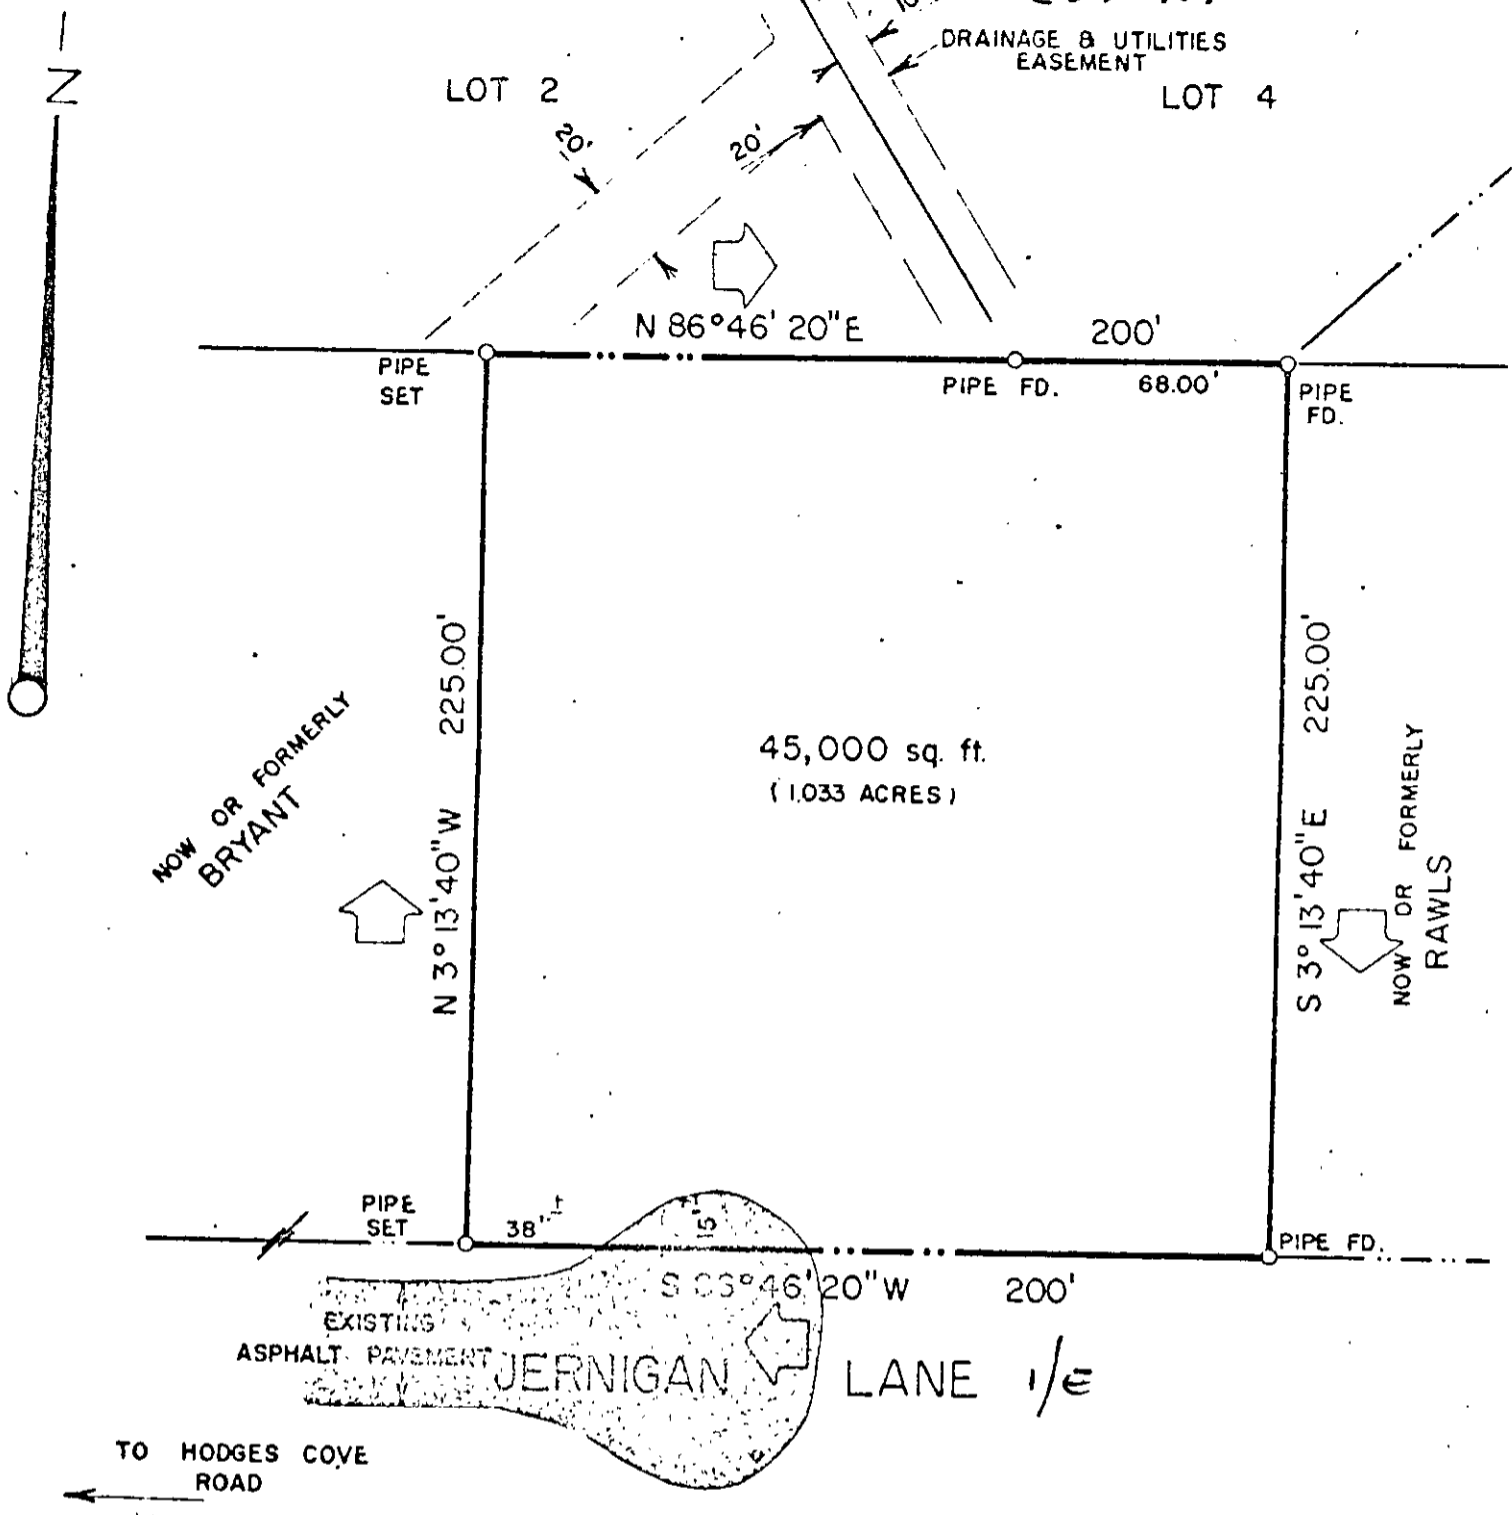 N
DRAINAGE & UTILITIES
EASEMENT
LOT 2
LOT 4
20'
20'
N 86°46' 20"E
200'
PIPE
SET
PIPE FD.
68.00'
PIPE
FD.
225.00'
N 3° 13' 40" W
225.00'
S 3° 13' 40" E
NOW OR FORMERLY
BRYANT
45,000 sq. ft.
(1.033 ACRES)
NOW OR FORMERLY
RAWLS
PIPE
SET
38'±
15'±
PIPE FD.
46' 20" W
200'
EXISTING
ASPHALT PAVEMENT
JERNIGAN LANE
TO HODGES COVE
ROAD